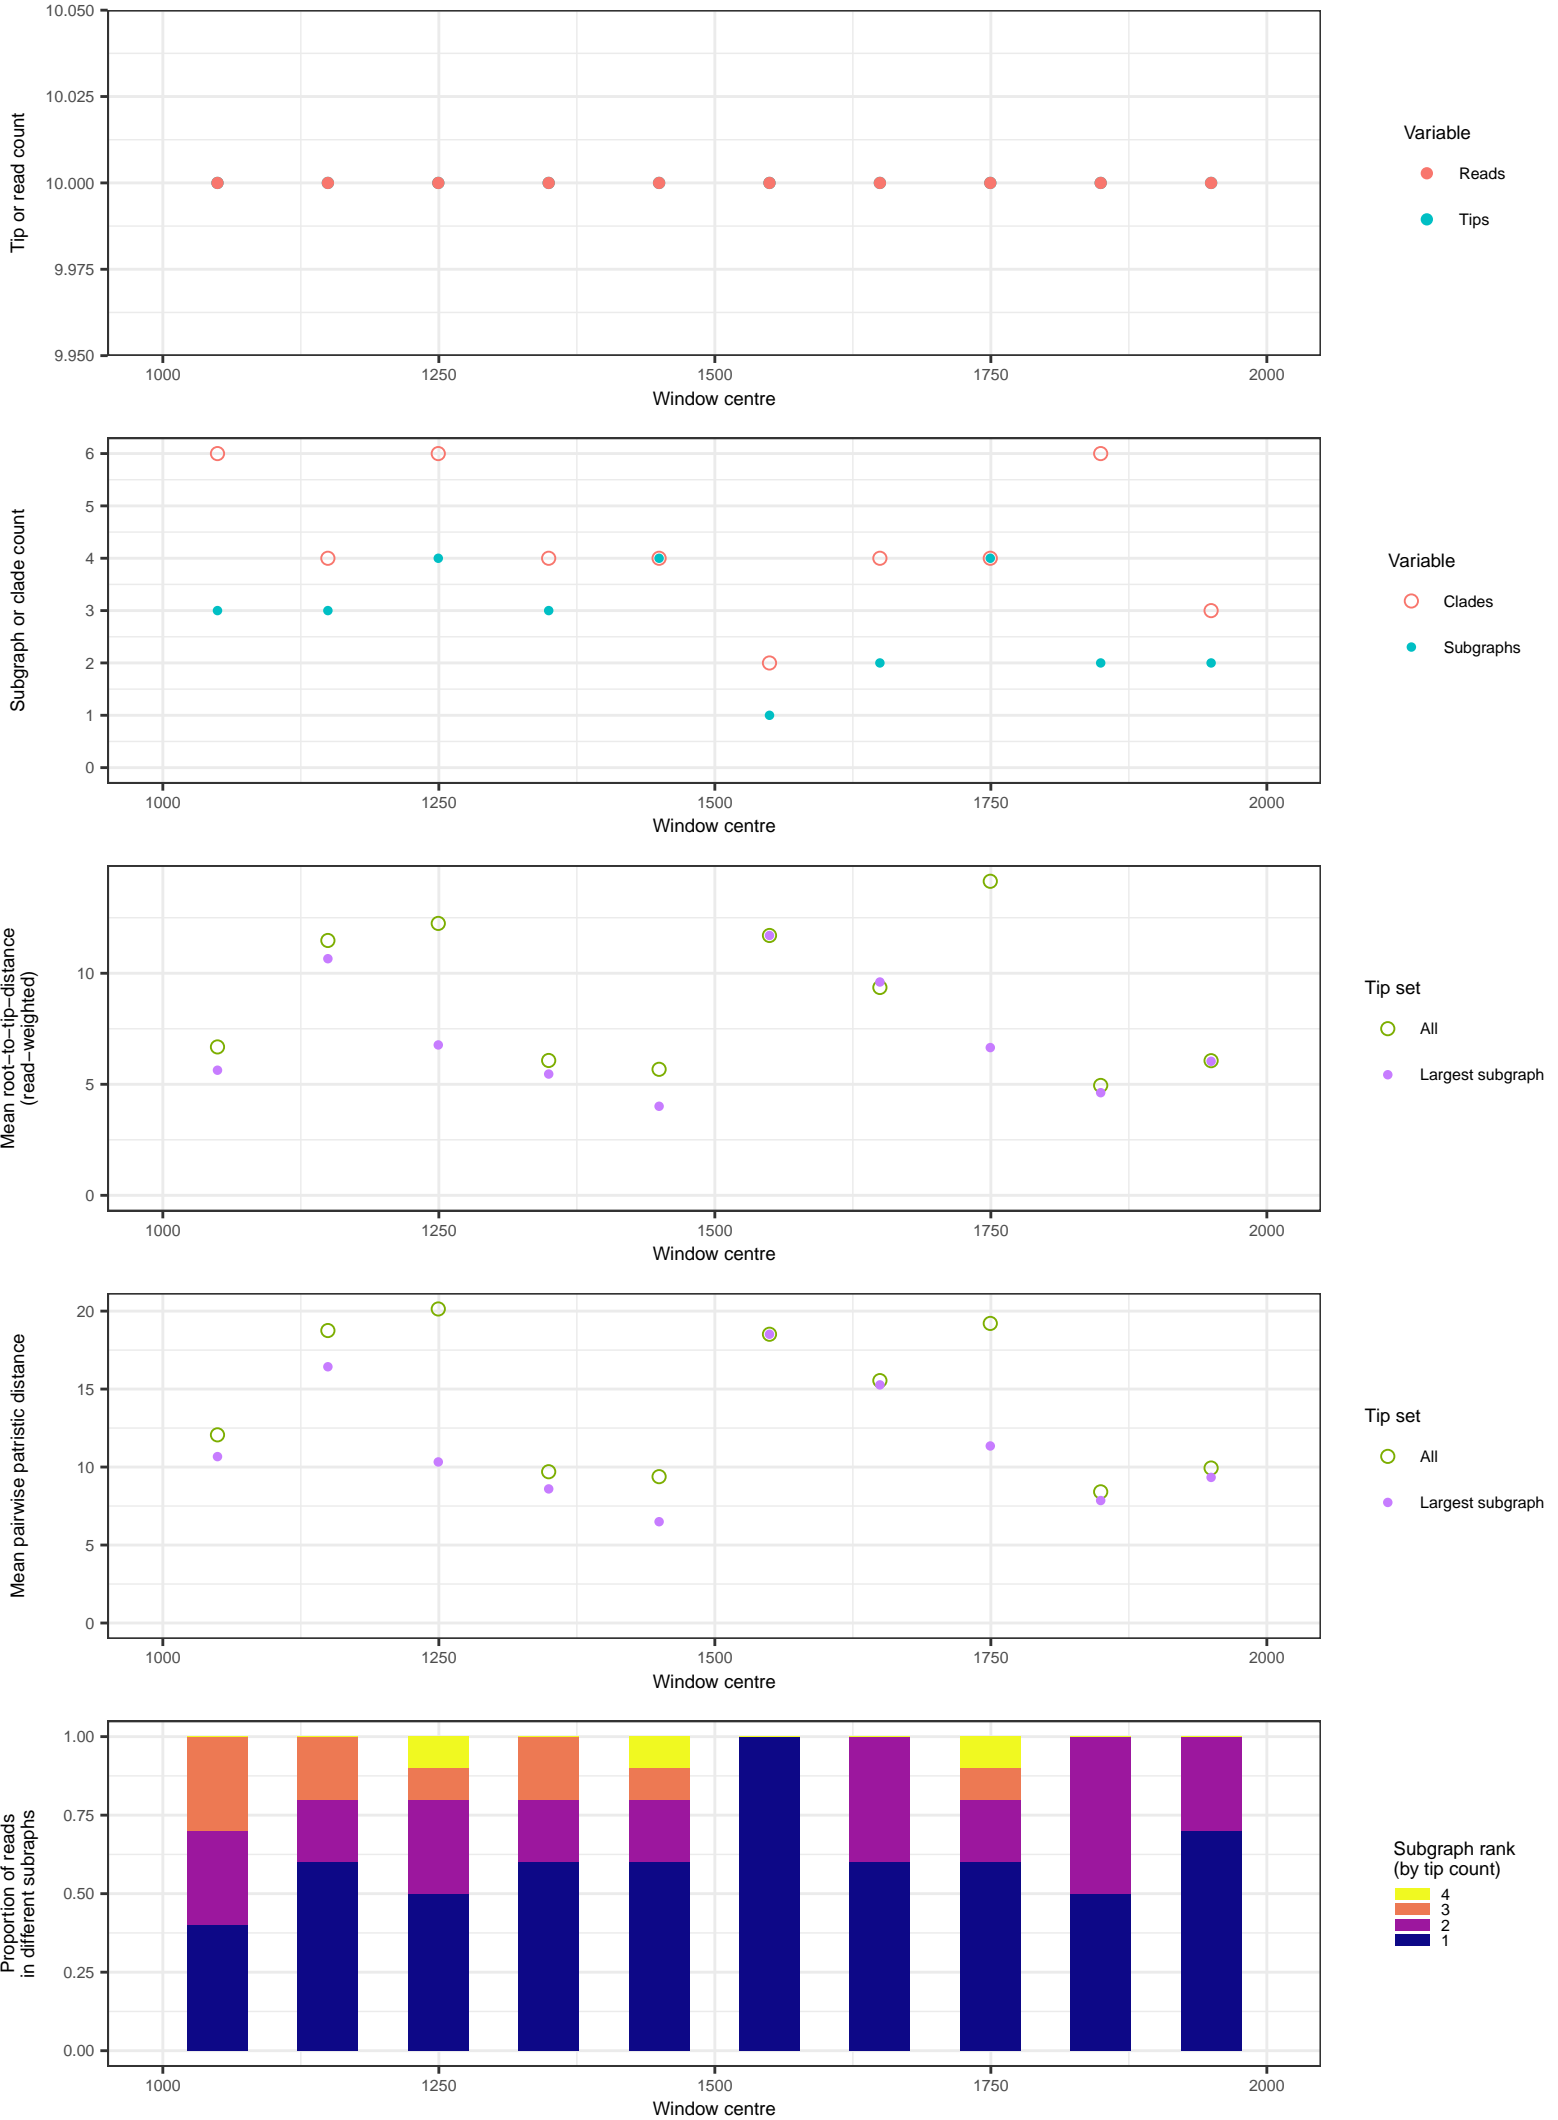 10.050
10.025
10.000
9.975
9.950
Tip or read count
1000 1250 1500 1750 2000
Window centre
Variable
Reads
Tips
6
5
4
3
2
1
0
Subgraph or clade count
1000 1250 1500 1750 2000
Window centre
Variable
Clades
Subgraphs
10
5
0
Mean root−to−tip−distance
(read−weighted)
1000 1250 1500 1750 2000
Window centre
Tip set
All
Largest subgraph
20
15
10
5
0
Mean pairwise patristic distance
1000 1250 1500 1750 2000
Window centre
Tip set
All
Largest subgraph
1.00
0.75
0.50
0.25
0.00
Proportion of reads
in different subraphs
1000 1250 1500 1750 2000
Window centre
Subgraph rank
(by tip count)
4
3
2
1